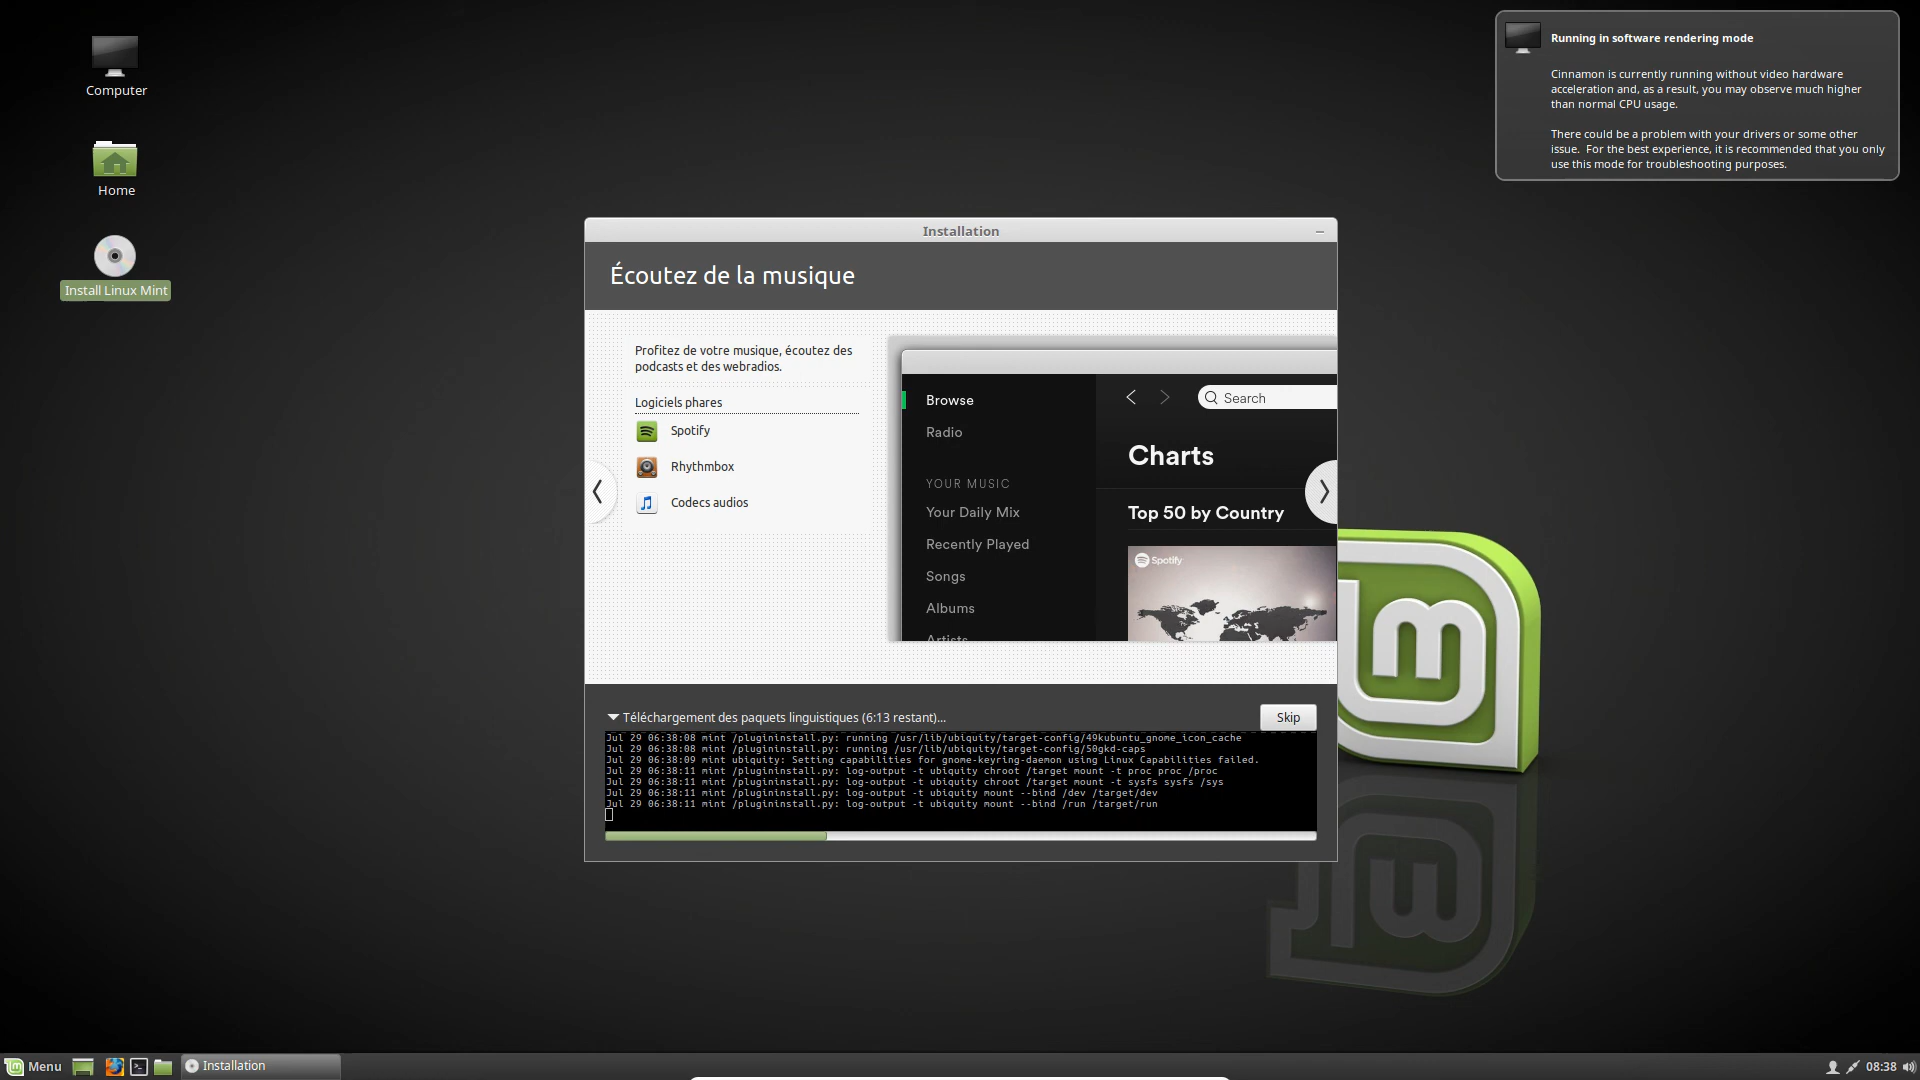 Computer
Home
Install Linux Mint
Running in software rendering mode
Cinnamon is currently running without video hardware
acceleration and, as a result, you may observe much higher
than normal CPU usage.
There could be a problem with your drivers or some other
issue.  For the best experience, it is recommended that you only
use this mode for troubleshooting purposes.
Installation
Écoutez de la musique
Profitez de votre musique, écoutez des
podcasts et des webradios.
Logiciels phares
Spotify
Rhythmbox
Codecs audios
Browse
Radio
YOUR MUSIC
Your Daily Mix
Recently Played
Songs
Albums
Artists
Search
Charts
Top 50 by Country
Spotify
Téléchargement des paquets linguistiques (6:13 restant)...
Skip
Jul 29 06:38:08 mint /plugininstall.py: running /usr/lib/ubiquity/target-config/49kubuntu_gnome_icon_cache
Jul 29 06:38:08 mint /plugininstall.py: running /usr/lib/ubiquity/target-config/50gkd-caps
Jul 29 06:38:09 mint ubiquity: Setting capabilities for gnome-keyring-daemon using Linux Capabilities failed.
Jul 29 06:38:11 mint /plugininstall.py: log-output -t ubiquity chroot /target mount -t proc proc /proc
Jul 29 06:38:11 mint /plugininstall.py: log-output -t ubiquity chroot /target mount -t sysfs sysfs /sys
Jul 29 06:38:11 mint /plugininstall.py: log-output -t ubiquity mount --bind /dev /target/dev
Jul 29 06:38:11 mint /plugininstall.py: log-output -t ubiquity mount --bind /run /target/run
Menu
Installation
08:38